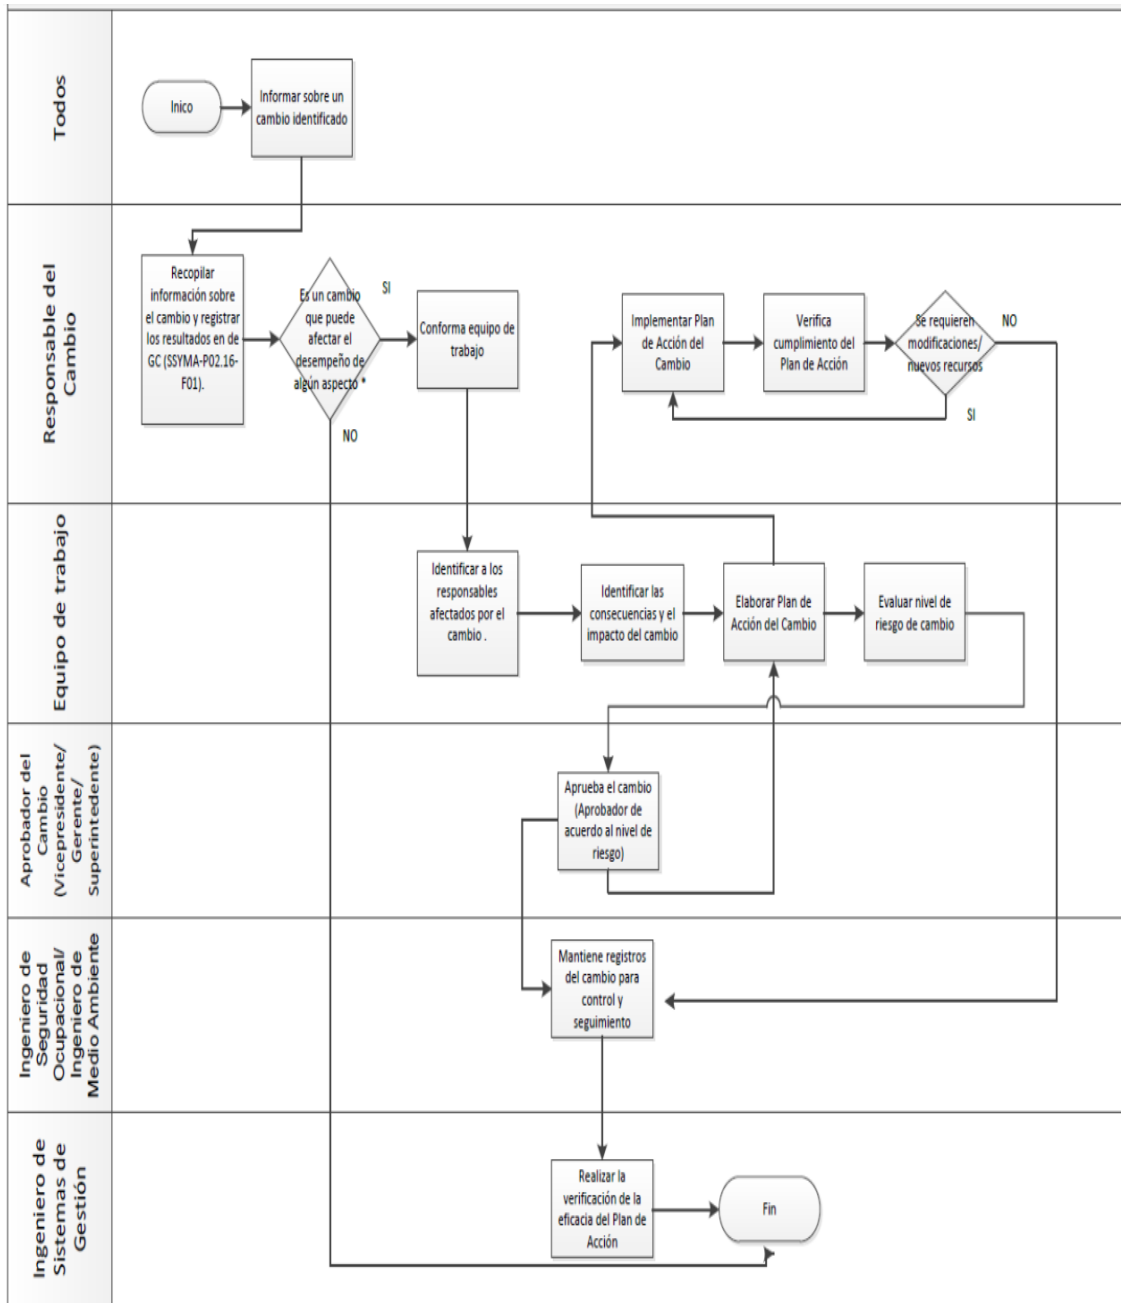 Todos
Inico
Informar sobre un
cambio identificado
Responsable del
Cambio
Recopilar
información sobre
el cambio y registrar
los resultados en de
GC (SSYMA-P02.16-
F01).
Es un cambio
que puede
afectar el
desempeño de
algún aspecto *
SI
NO
Conforma equipo de
trabajo
Implementar Plan
de Acción del
Cambio
Verifica
cumplimiento del
Plan de Acción
Se requieren
modificaciones/
nuevos recursos
NO
SI
Equipo de trabajo
Identificar a los
responsables
afectados por el
cambio .
Identificar las
consecuencias y el
impacto del cambio
Elaborar Plan de
Acción del Cambio
Evaluar nivel de
riesgo de cambio
Aprobador del
Cambio
(Vicepresidente/
Gerente/
Superintedente)
Aprueba el cambio
(Aprobador de
acuerdo al nivel de
riesgo)
Ingeniero de
Seguridad
Ocupacional/
Ingeniero de
Medio Ambiente
Mantiene registros
del cambio para
control y
seguimiento
Ingeniero de
Sistemas de
Gestión
Realizar la
verificación de la
eficacia del Plan de
Acción
Fin